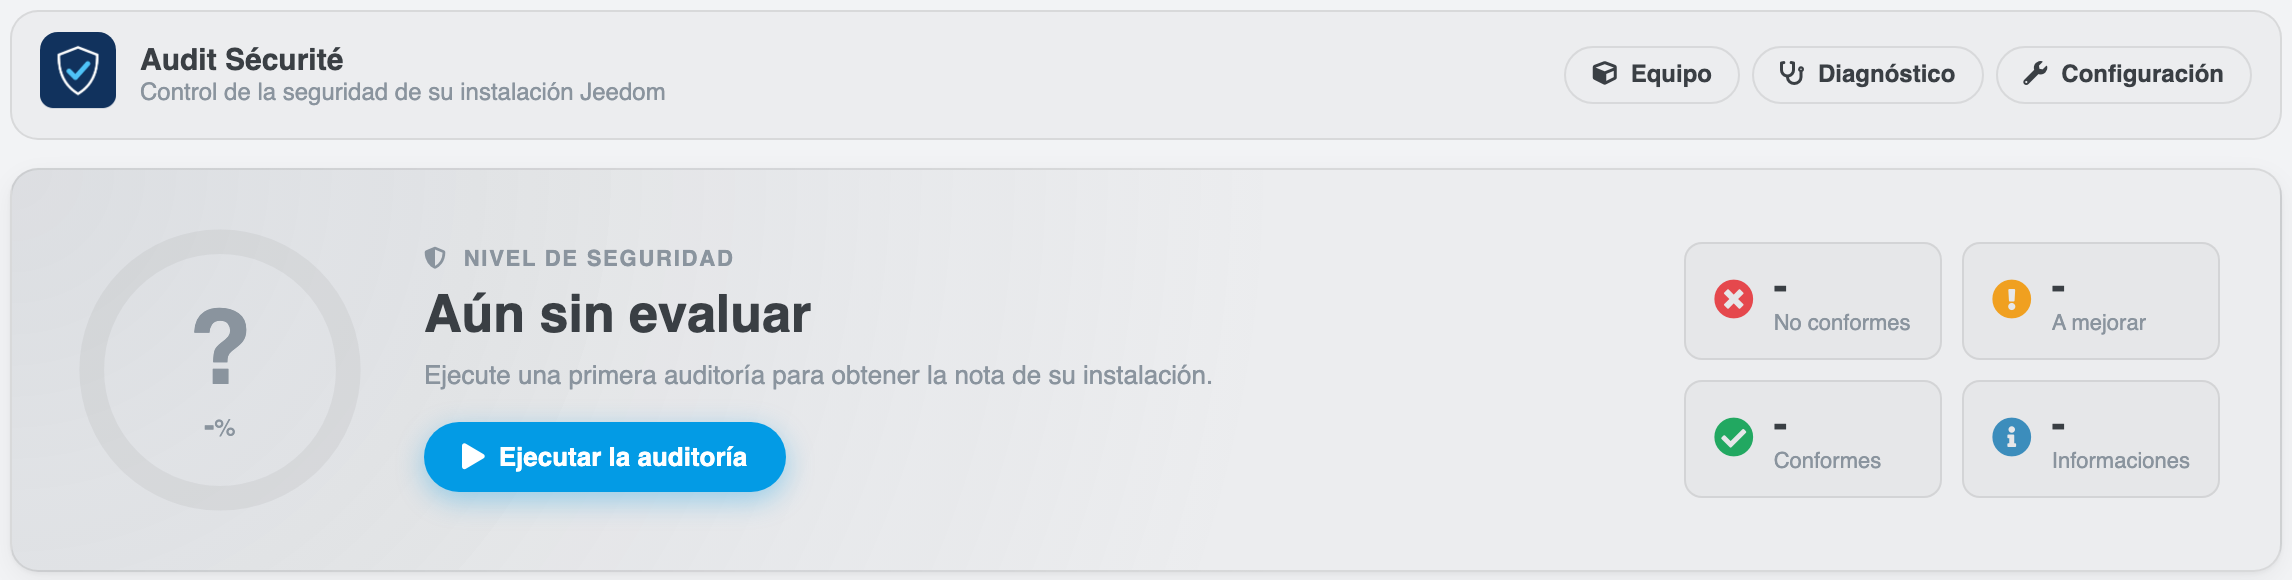 Audit Sécurité
Control de la seguridad de su instalación Jeedom
Equipo
Diagnóstico
Configuración
?
-%
NIVEL DE SEGURIDAD
Aún sin evaluar
Ejecute una primera auditoría para obtener la nota de su instalación.
Ejecutar la auditoría
-
No conformes
-
A mejorar
-
Conformes
-
Informaciones